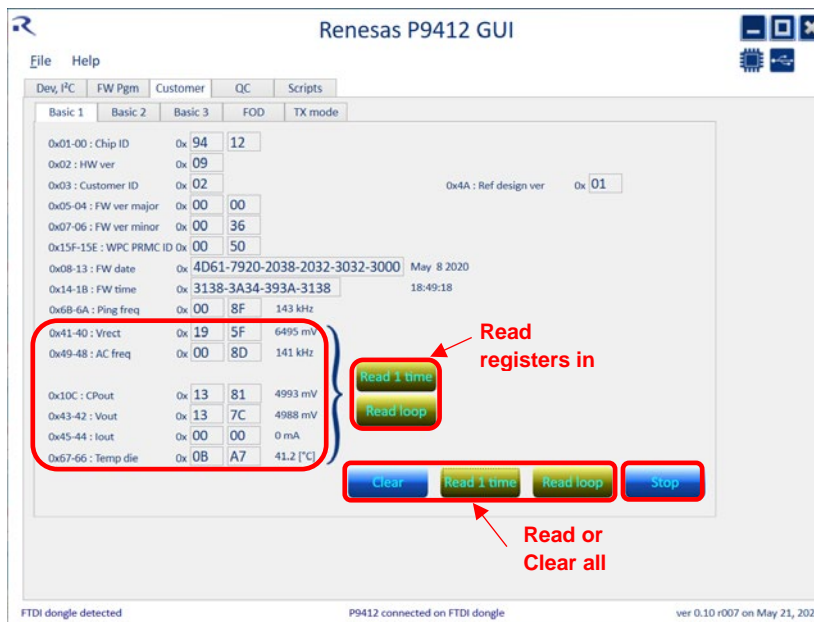 Renesas P9412 GUI
File Help
Dev, I²C FW Pgm Customer QC Scripts
Basic 1 Basic 2 Basic 3 FOD TX mode
0x01-00 : Chip ID 0x 94 12
0x02 : HW ver 0x 09
0x03 : Customer ID 0x 02 0x4A : Ref design ver 0x 01
0x05-04 : FW ver major 0x 00 00
0x07-06 : FW ver minor 0x 00 36
0x15F-15E : WPC PRMC ID 0x 00 50
0x08-13 : FW date 0x 4D61-7920-2038-2032-3032-3000 May 8 2020
0x14-1B : FW time 0x 3138-3A34-393A-3138 18:49:18
0x6B-6A : Ping freq 0x 00 8F 143 kHz
0x41-40 : Vrect 0x 19 5F 6495 mV
0x49-48 : AC freq 0x 00 8D 141 kHz
Read
registers in
Read 1 time
0x10C : CPout 0x 13 81 4993 mV
0x43-42 : Vout 0x 13 7C 4988 mV
Read loop
0x45-44 : Iout 0x 00 00 0 mA
0x67-66 : Temp die 0x 0B A7 41.2 [°C]
Clear Read 1 time Read loop Stop
Read or
Clear all
FTDI dongle detected P9412 connected on FTDI dongle ver 0.10 r007 on May 21, 202